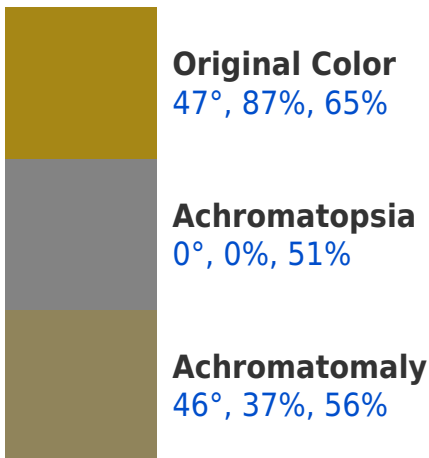 Original Color
47°, 87%, 65%
Achromatopsia
0°, 0%, 51%
Achromatomaly
46°, 37%, 56%